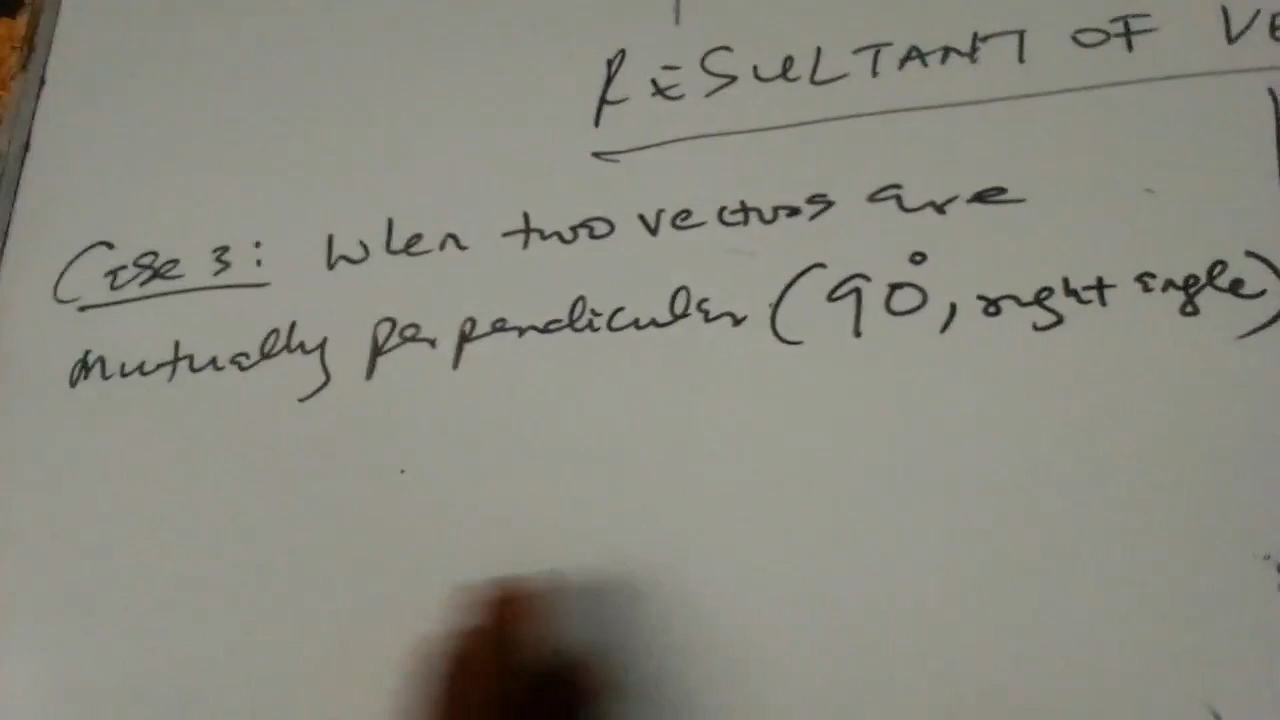 RESULTANT OF VE
Case 3: When two vectors are
mutually perpendicular (90°, right angle)